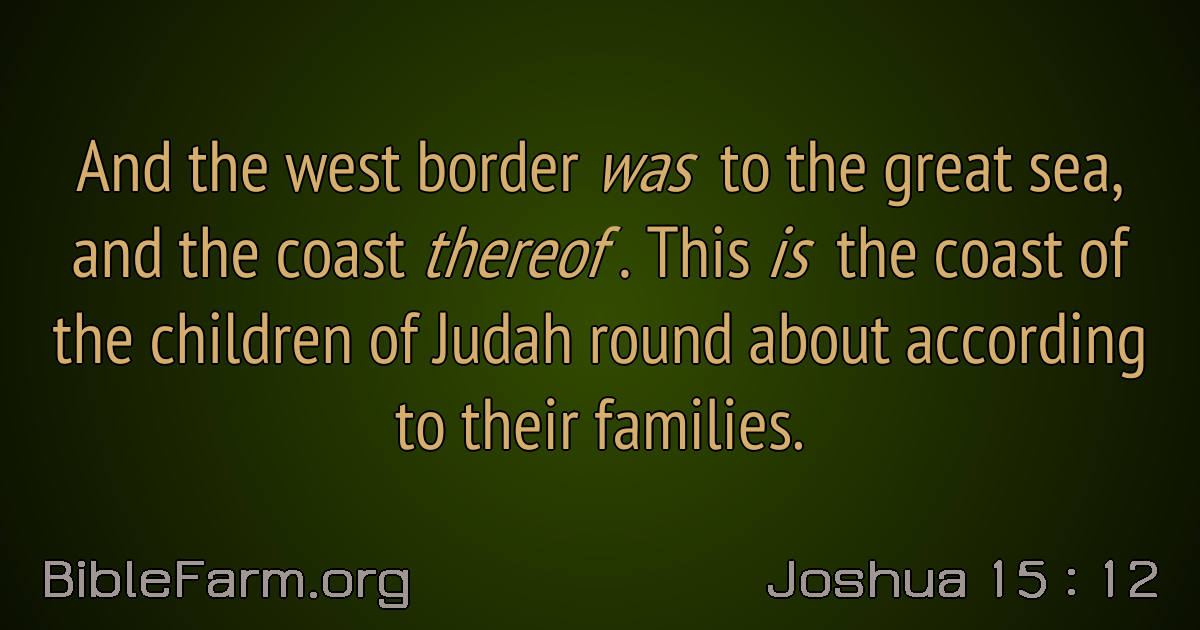 And the west border was to the great sea,
and the coast thereof . This is the coast of
the children of Judah round about according
to their families.
BibleFarm.org
Joshua 15 : 12